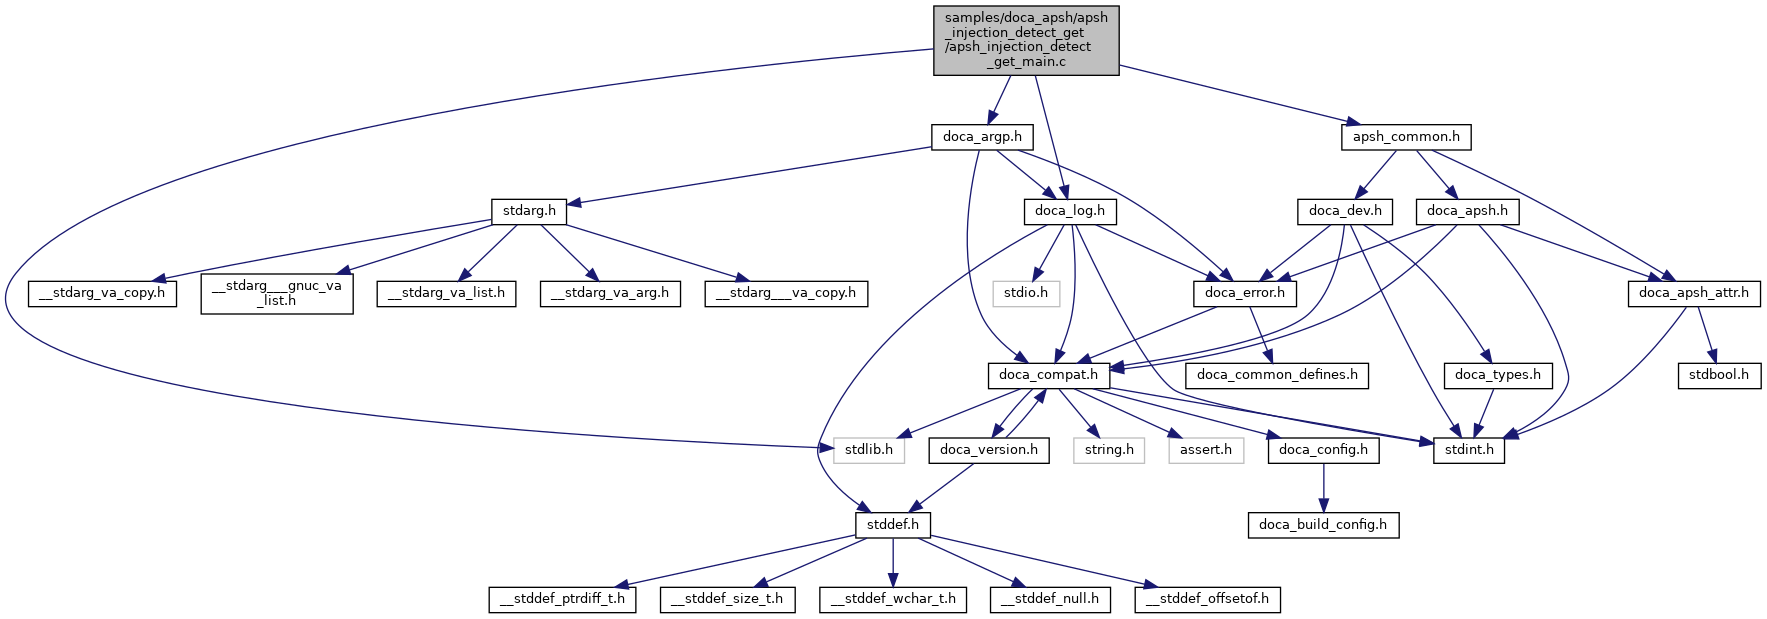 samples/doca_apsh/apsh
_injection_detect_get
/apsh_injection_detect
_get_main.c
doca_argp.h
apsh_common.h
stdarg.h
doca_log.h
doca_dev.h
doca_apsh.h
__stdarg_va_copy.h
__stdarg___gnuc_va
_list.h
__stdarg_va_list.h
__stdarg_va_arg.h
__stdarg___va_copy.h
stdio.h
doca_error.h
doca_apsh_attr.h
doca_compat.h
doca_common_defines.h
doca_types.h
stdbool.h
stdlib.h
doca_version.h
string.h
assert.h
doca_config.h
stdint.h
stddef.h
doca_build_config.h
__stddef_ptrdiff_t.h
__stddef_size_t.h
__stddef_wchar_t.h
__stddef_null.h
__stddef_offsetof.h